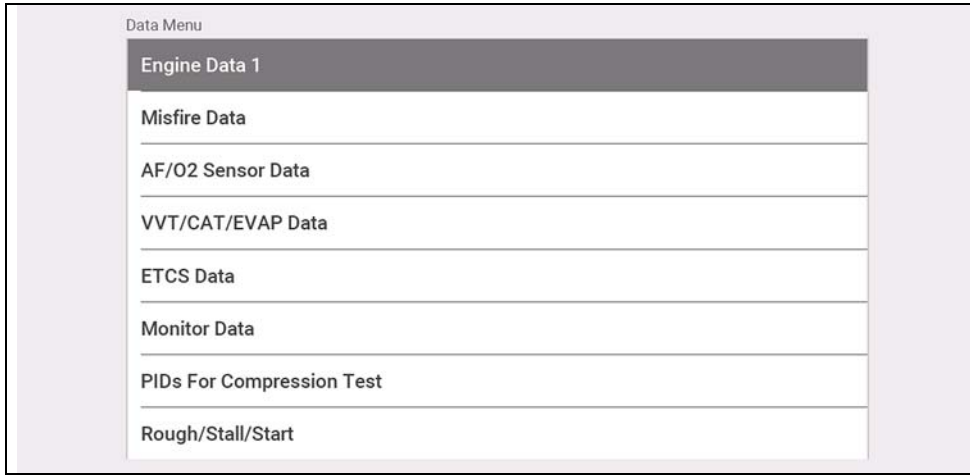 Data Menu
Engine Data 1
Misfire Data
AF/O2 Sensor Data
VVT/CAT/EVAP Data
ETCS Data
Monitor Data
PIDs For Compression Test
Rough/Stall/Start